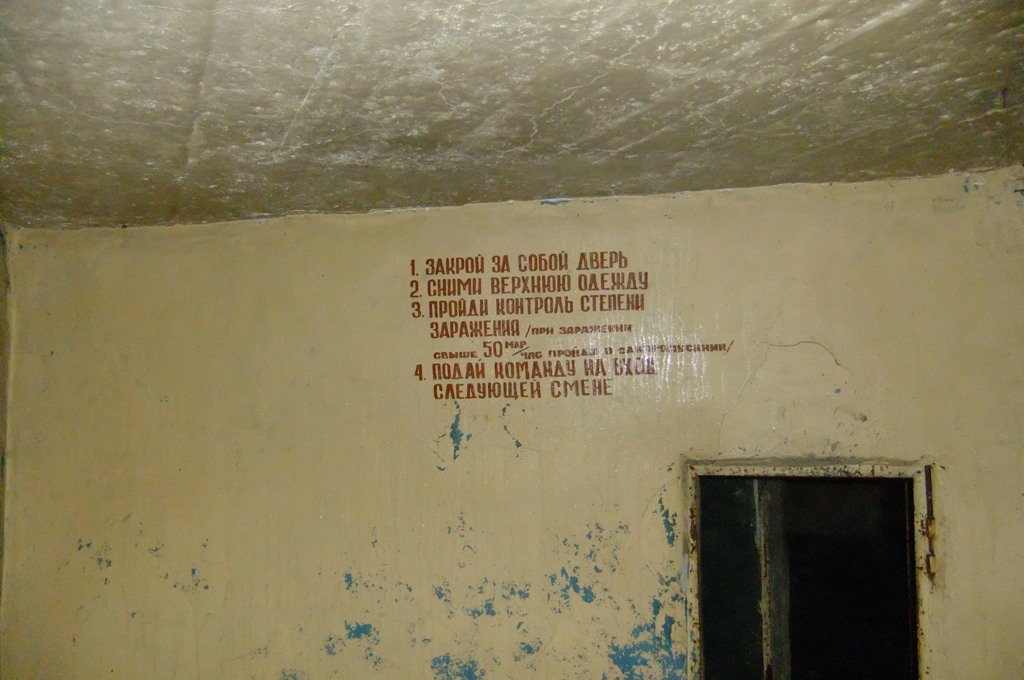 1. ЗАКРОЙ ЗА СОБОЙ ДВЕРЬ
2. СНИМИ ВЕРХНЮЮ ОДЕЖДУ
3. ПРОЙДИ КОНТРОЛЬ СТЕПЕНИ
ЗАРАЖЕНИЯ /ПРИ ЗАРАЖЕНИИ
СВЫШЕ 50 МАР/ЧАС ПРОЙДИ В САНПРОПУСКНИК/
4. ПОДАЙ КОМАНДУ НА ВХОД
СЛЕДУЮЩЕЙ СМЕНЕ